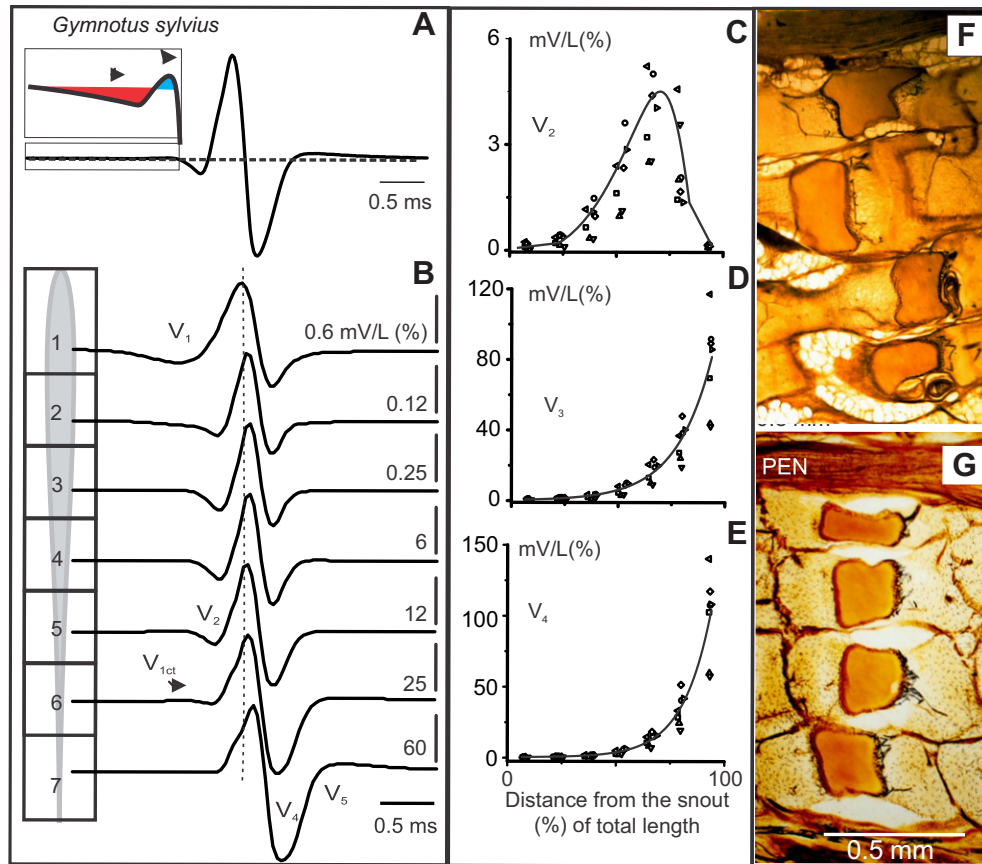 Gymnotus sylvius
A
0.5 ms
B
1
V1
0.6 mV/L (%)
2
0.12
3
0.25
4
6
5
V2
12
V1ct
6
25
7
60
V4
V5
0.5 ms
C
mV/L(%)
6
V2
3
0
D
mV/L(%)
120
80
V3
40
0
E
mV/L(%)
150
100
V4
50
0
0
100
Distance from the snout
(%) of total length
F
G
PEN
0.5 mm